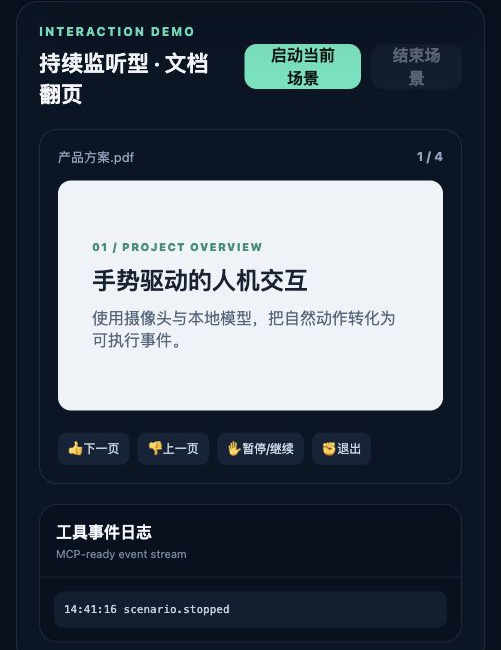 INTERACTION DEMO
持续监听型 · 文档
翻页
启动当前
场景
结束场
景
产品方案.pdf
1 / 4
01 / PROJECT OVERVIEW
手势驱动的人机交互
使用摄像头与本地模型，把自然动作转化为
可执行事件。
👍下一页
👎上一页
✋暂停/继续
✊退出
工具事件日志
MCP-ready event stream
14:41:16 scenario.stopped